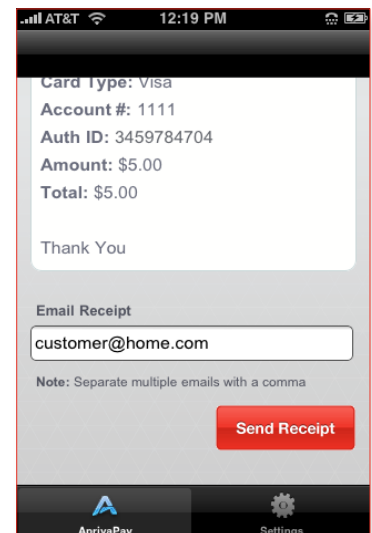 AT&T 12:19 PM
Card Type: Visa
Account #: 1111
Auth ID: 3459784704
Amount: $5.00
Total: $5.00
Thank You
Email Receipt
customer@home.com
Note: Separate multiple emails with a comma
Send Receipt
AprivaPay Settings